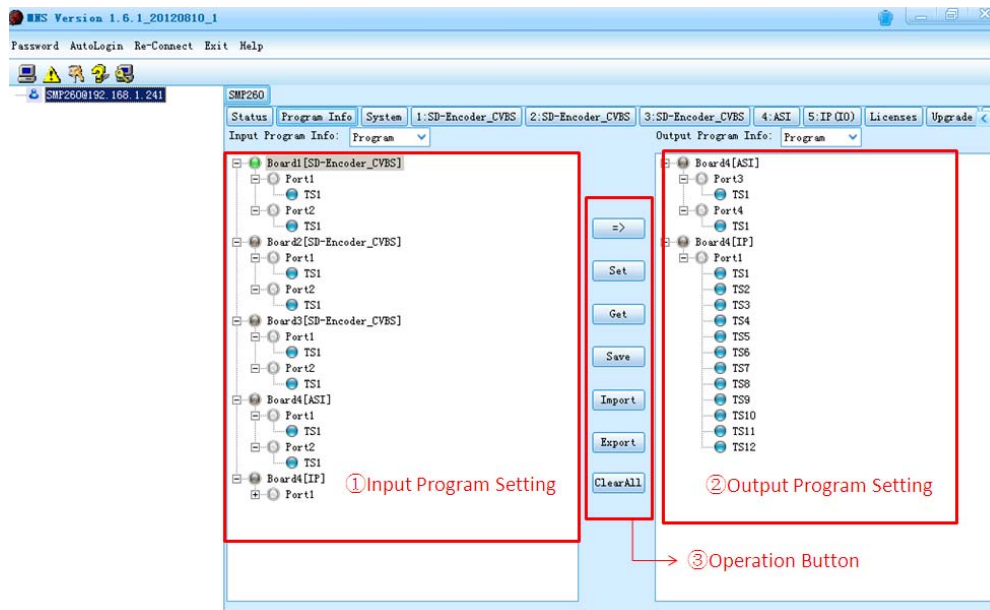 MWS Version 1.6.1_20120810_1
Password AutoLogin Re-Connect Exit Help
SMP260@192.168.1.241
SMP260
Status Program Info System 1:SD-Encoder_CVBS 2:SD-Encoder_CVBS 3:SD-Encoder_CVBS 4:ASI 5:IP(IO) Licenses Upgrade
Input Program Info: Program
Output Program Info: Program
Board1[SD-Encoder_CVBS]
Port1
TS1
Port2
TS1
Board2[SD-Encoder_CVBS]
Port1
TS1
Port2
TS1
Board3[SD-Encoder_CVBS]
Port1
TS1
Port2
TS1
Board4[ASI]
Port1
TS1
Port2
TS1
Board4[IP]
Port1
①Input Program Setting
=>
Set
Get
Save
Import
Export
ClearAll
Board4[ASI]
Port3
TS1
Port4
TS1
Board4[IP]
Port1
TS1
TS2
TS3
TS4
TS5
TS6
TS7
TS8
TS9
TS10
TS11
TS12
②Output Program Setting
③Operation Button